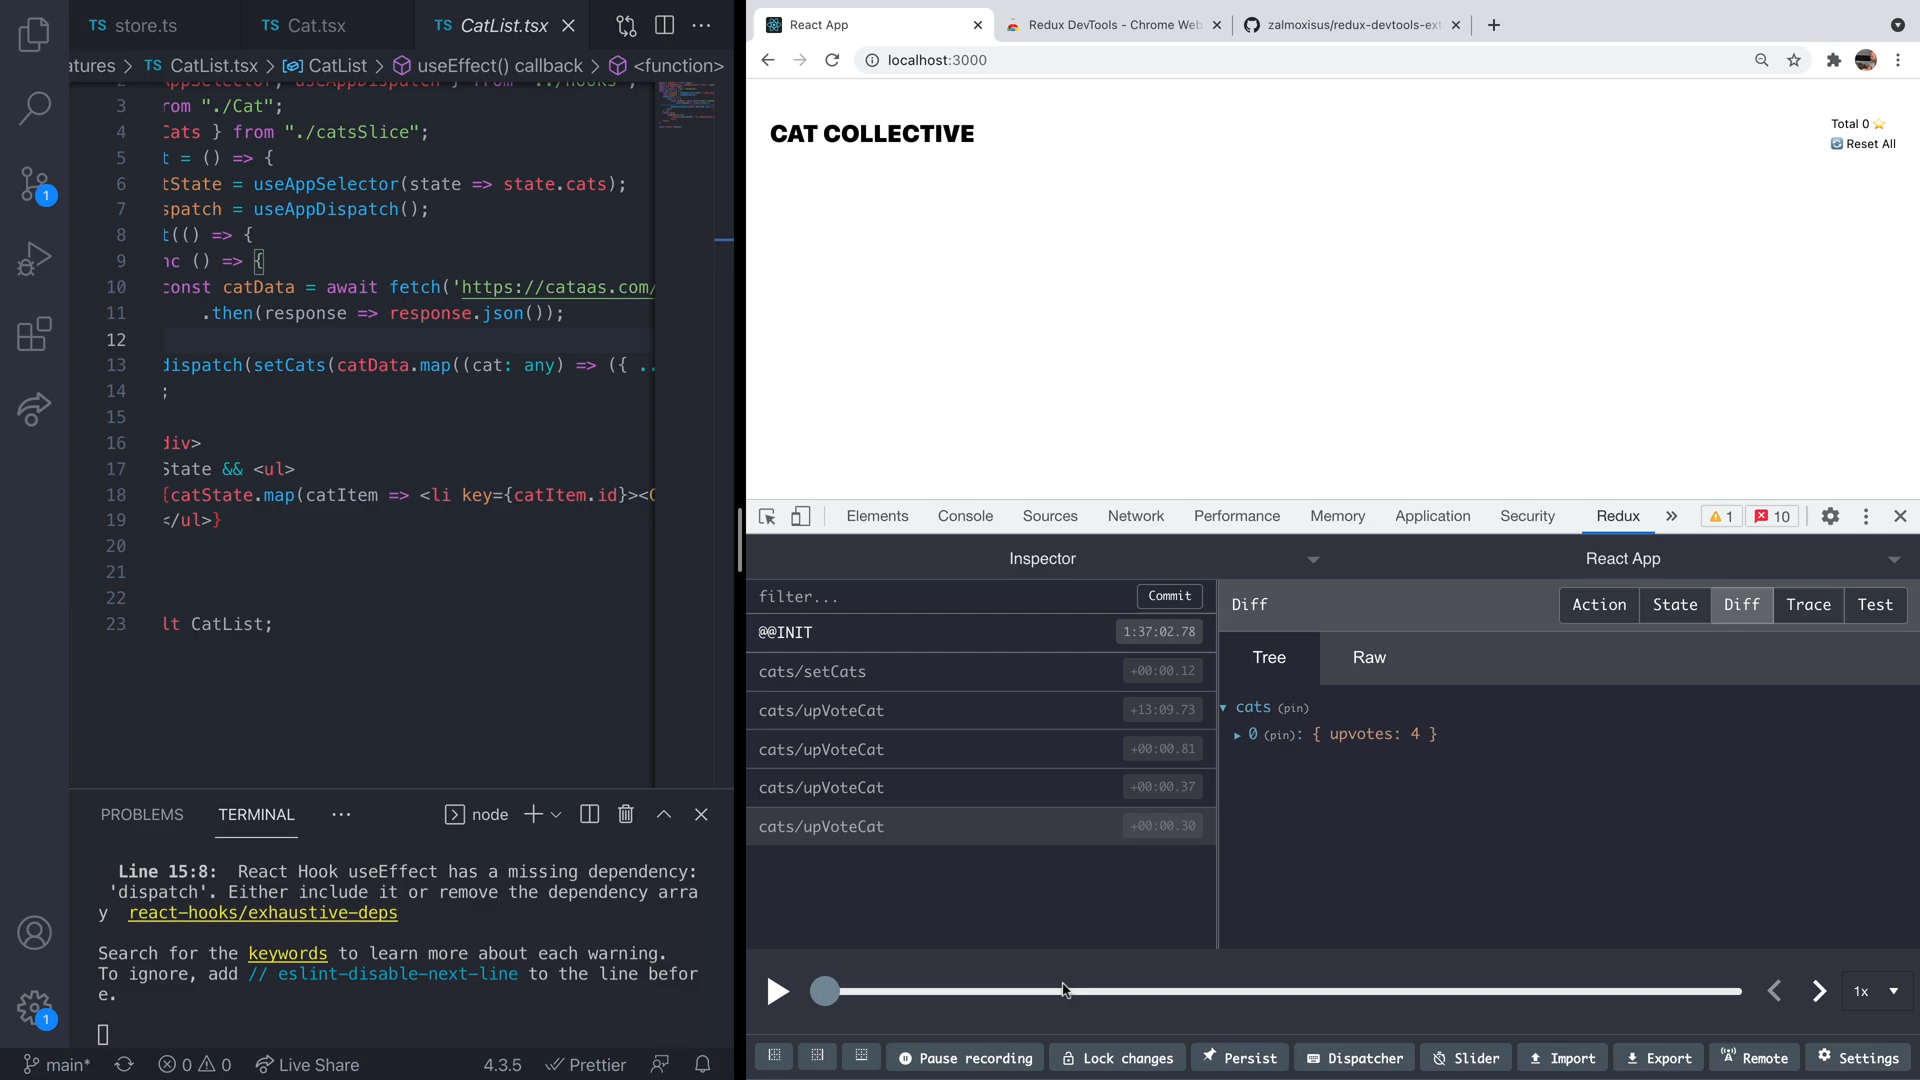 TS store.ts
TS Cat.tsx
TS CatList.tsx
atures > TS CatList.tsx > CatList > useEffect() callback > <function>
3 rom "./Cat";
4 Cats } from "./catsSlice";
5 t = () => {
6 tState = useAppSelector(state => state.cats);
7 spatch = useAppDispatch();
8 t(() => {
9 nc () => {
10 const catData = await fetch('https://cataas.com/
11 .then(response => response.json());
12
13 dispatch(setCats(catData.map((cat: any) => ({ ..
14 ;
15
16 div>
17 State && <ul>
18 {catState.map(catItem => <li key={catItem.id}><C
19 </ul>}
20
21
22
23 lt CatList;
PROBLEMS TERMINAL ··· node
Line 15:8: React Hook useEffect has a missing dependency:
'dispatch'. Either include it or remove the dependency arra
y react-hooks/exhaustive-deps
Search for the keywords to learn more about each warning.
To ignore, add // eslint-disable-next-line to the line befor
e.
1
1
main* 0 0 Live Share 4.3.5 Prettier
React App
Redux DevTools - Chrome Web
zalmoxisus/redux-devtools-ext
localhost:3000
CAT COLLECTIVE
Total 0 ⭐
Reset All
Elements Console Sources Network Performance Memory Application Security Redux » 1 10
Inspector
React App
filter... Commit
@@INIT 1:37:02.78
cats/setCats +00:00.12
cats/upVoteCat +13:09.73
cats/upVoteCat +00:00.81
cats/upVoteCat +00:00.37
cats/upVoteCat +00:00.30
Diff Action State Diff Trace Test
Tree Raw
cats (pin)
0 (pin): { upvotes: 4 }
1x
Pause recording Lock changes Persist Dispatcher Slider Import Export Remote Settings